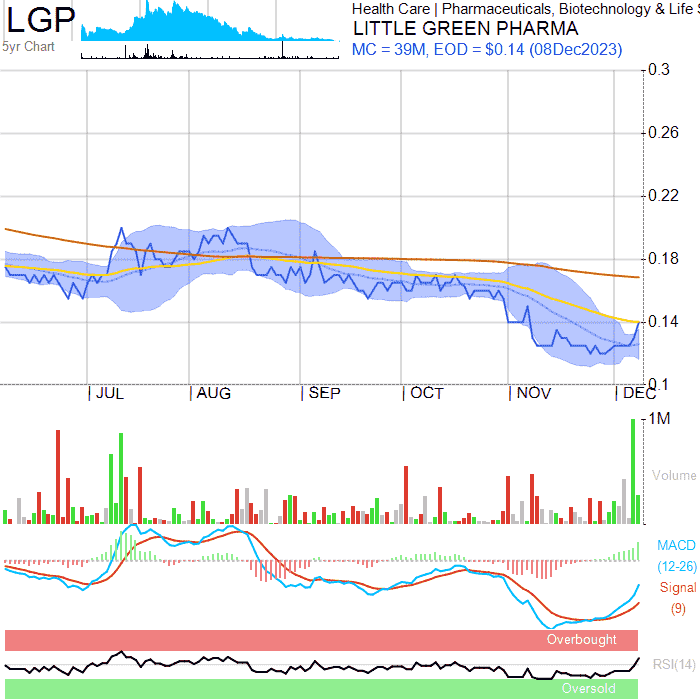 LGP
5yr Chart
Health Care | Pharmaceuticals, Biotechnology & Life
LITTLE GREEN PHARMA
MC = 39M, EOD = $0.14 (08Dec2023)
0.3
0.26
0.22
0.18
0.14
0.1
JUL AUG SEP OCT NOV DEC
1M
Volume
MACD
(12-26)
Signal
(9)
Overbought
RSI(14)
Oversold